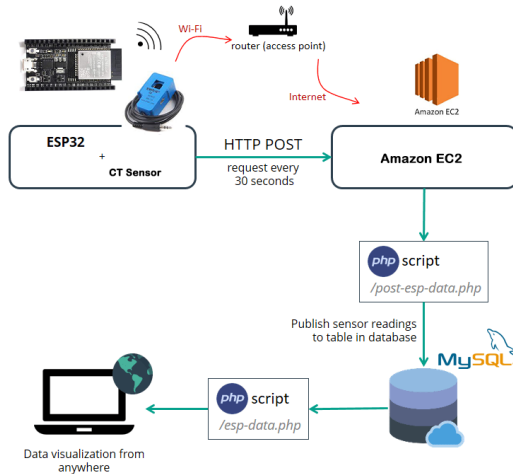 Wi-Fi
router (access point)
Internet
Amazon EC2
ESP32
+
CT Sensor
HTTP POST
request every
30 seconds
Amazon EC2
php script
/post-esp-data.php
Publish sensor readings
to table in database
MySQL
php script
/esp-data.php
Data visualization from
anywhere